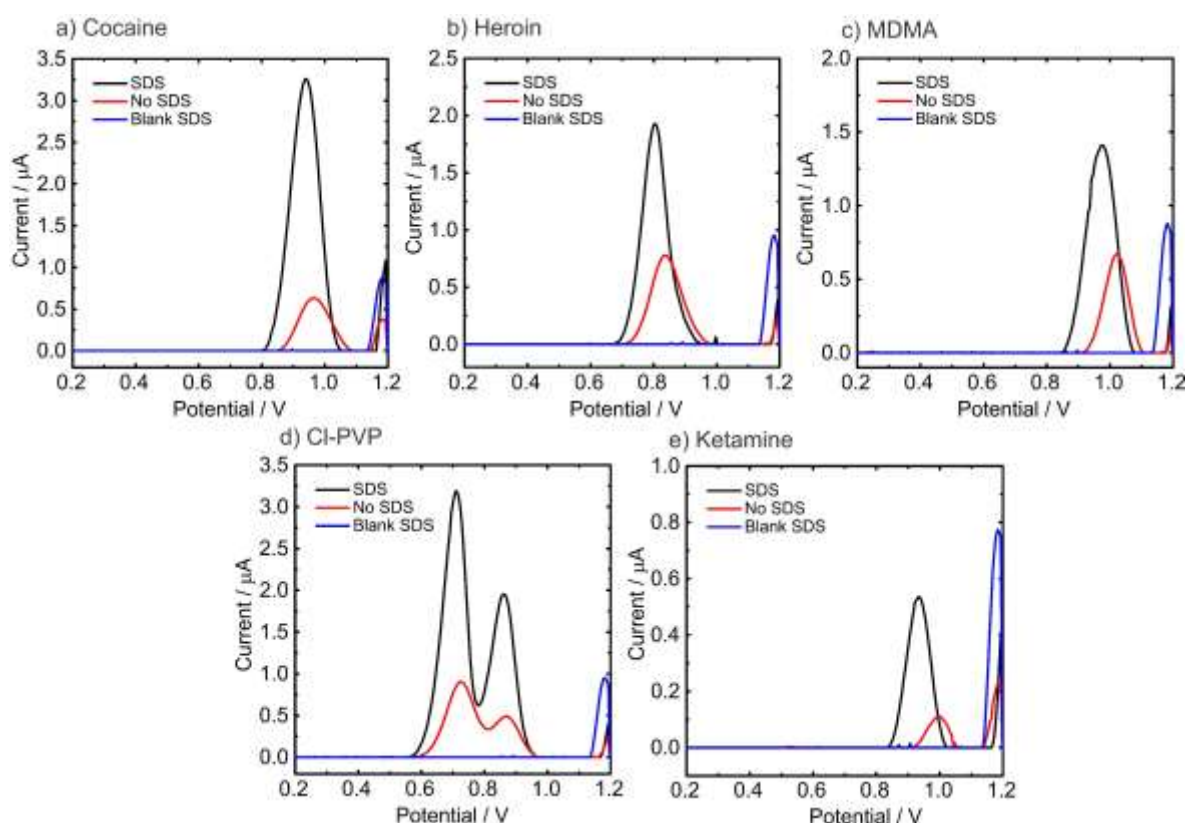 a) Cocaine
3.5
3.0
2.5
2.0
1.5
1.0
0.5
0.0
Current / μA
SDS
No SDS
Blank SDS
0.2 0.4 0.6 0.8 1.0 1.2
Potential / V
b) Heroin
2.5
2.0
1.5
1.0
0.5
0.0
Current / μA
SDS
No SDS
Blank SDS
0.2 0.4 0.6 0.8 1.0 1.2
Potential / V
c) MDMA
2.0
1.5
1.0
0.5
0.0
Current / μA
SDS
No SDS
Blank SDS
0.2 0.4 0.6 0.8 1.0 1.2
Potential / V
d) Cl-PVP
3.5
3.0
2.5
2.0
1.5
1.0
0.5
0.0
Current / μA
SDS
No SDS
Blank SDS
0.2 0.4 0.6 0.8 1.0 1.2
Potential / V
e) Ketamine
1.0
0.8
0.6
0.4
0.2
0.0
Current / μA
SDS
No SDS
Blank SDS
0.2 0.4 0.6 0.8 1.0 1.2
Potential / V